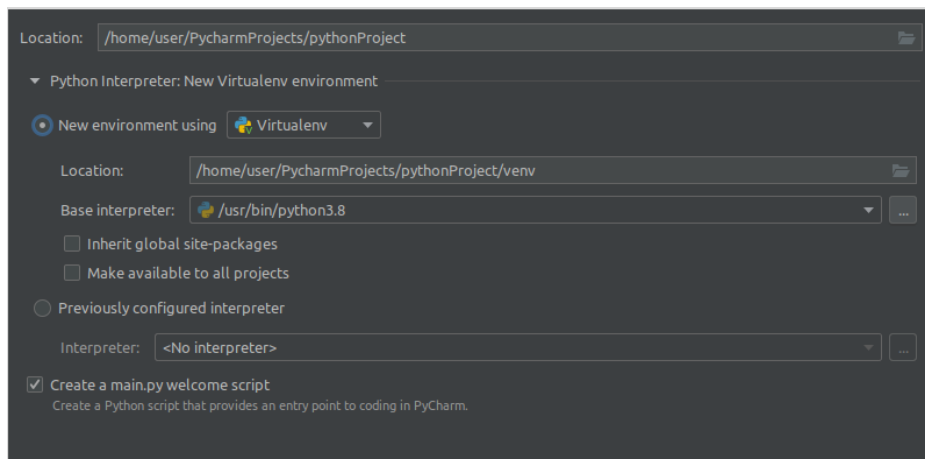 Location: /home/user/PycharmProjects/pythonProject
Python Interpreter: New Virtualenv environment
New environment using Virtualenv
Location: /home/user/PycharmProjects/pythonProject/venv
Base interpreter: /usr/bin/python3.8 ...
Inherit global site-packages
Make available to all projects
Previously configured interpreter
Interpreter: <No interpreter> ...
Create a main.py welcome script
Create a Python script that provides an entry point to coding in PyCharm.